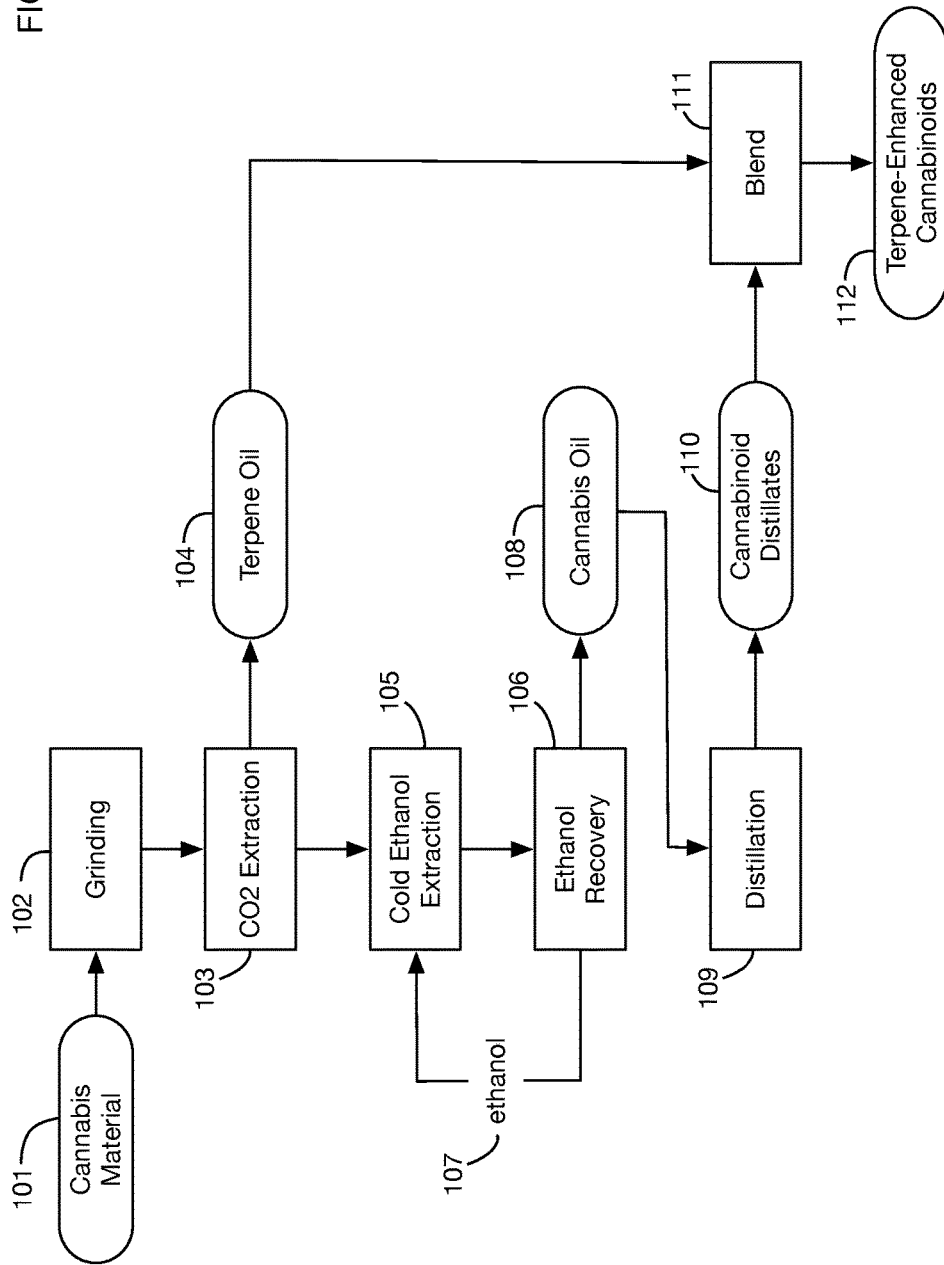 FIG
101
Cannabis
Material
102
Grinding
103
CO2 Extraction
104
Terpene Oil
105
Cold Ethanol
Extraction
106
Ethanol
Recovery
107
ethanol
108
Cannabis Oil
109
Distillation
110
Cannabinoid
Distillates
111
Blend
112
Terpene-Enhanced
Cannabinoids